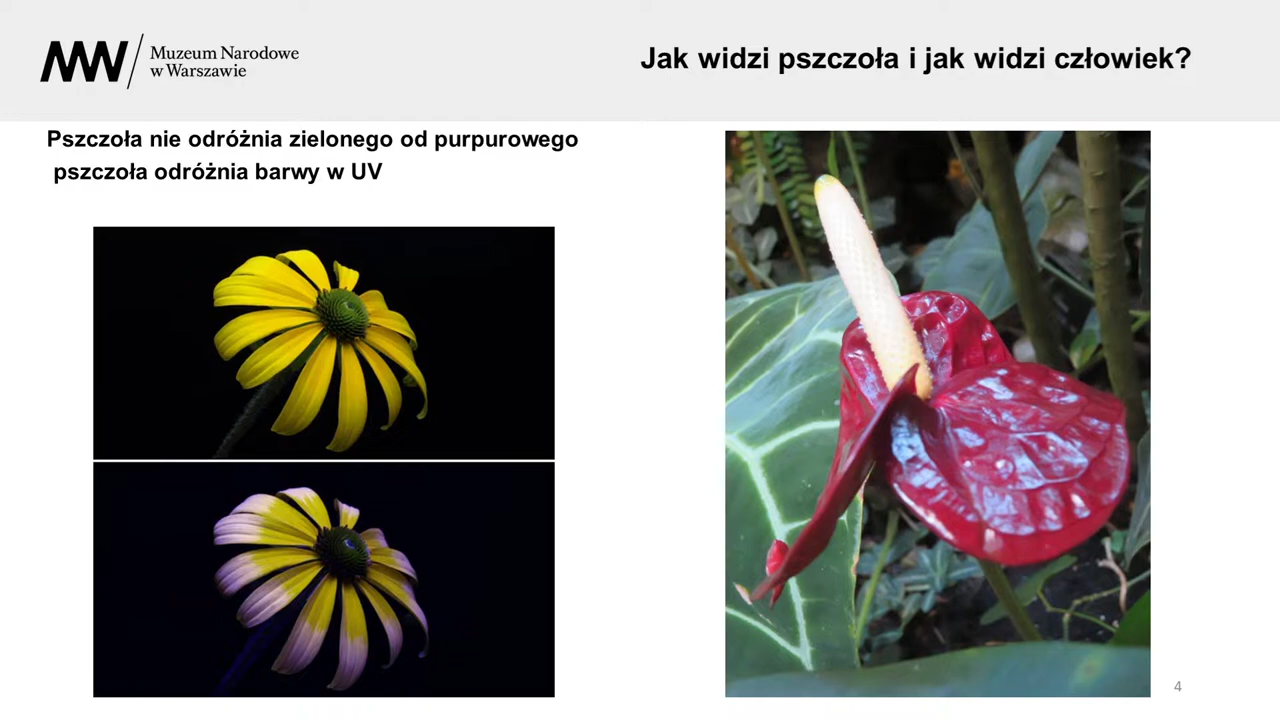 Muzeum Narodowe
w Warszawie
Jak widzi pszczoła i jak widzi człowiek?
Pszczoła nie odróżnia zielonego od purpurowego
pszczoła odróżnia barwy w UV
4